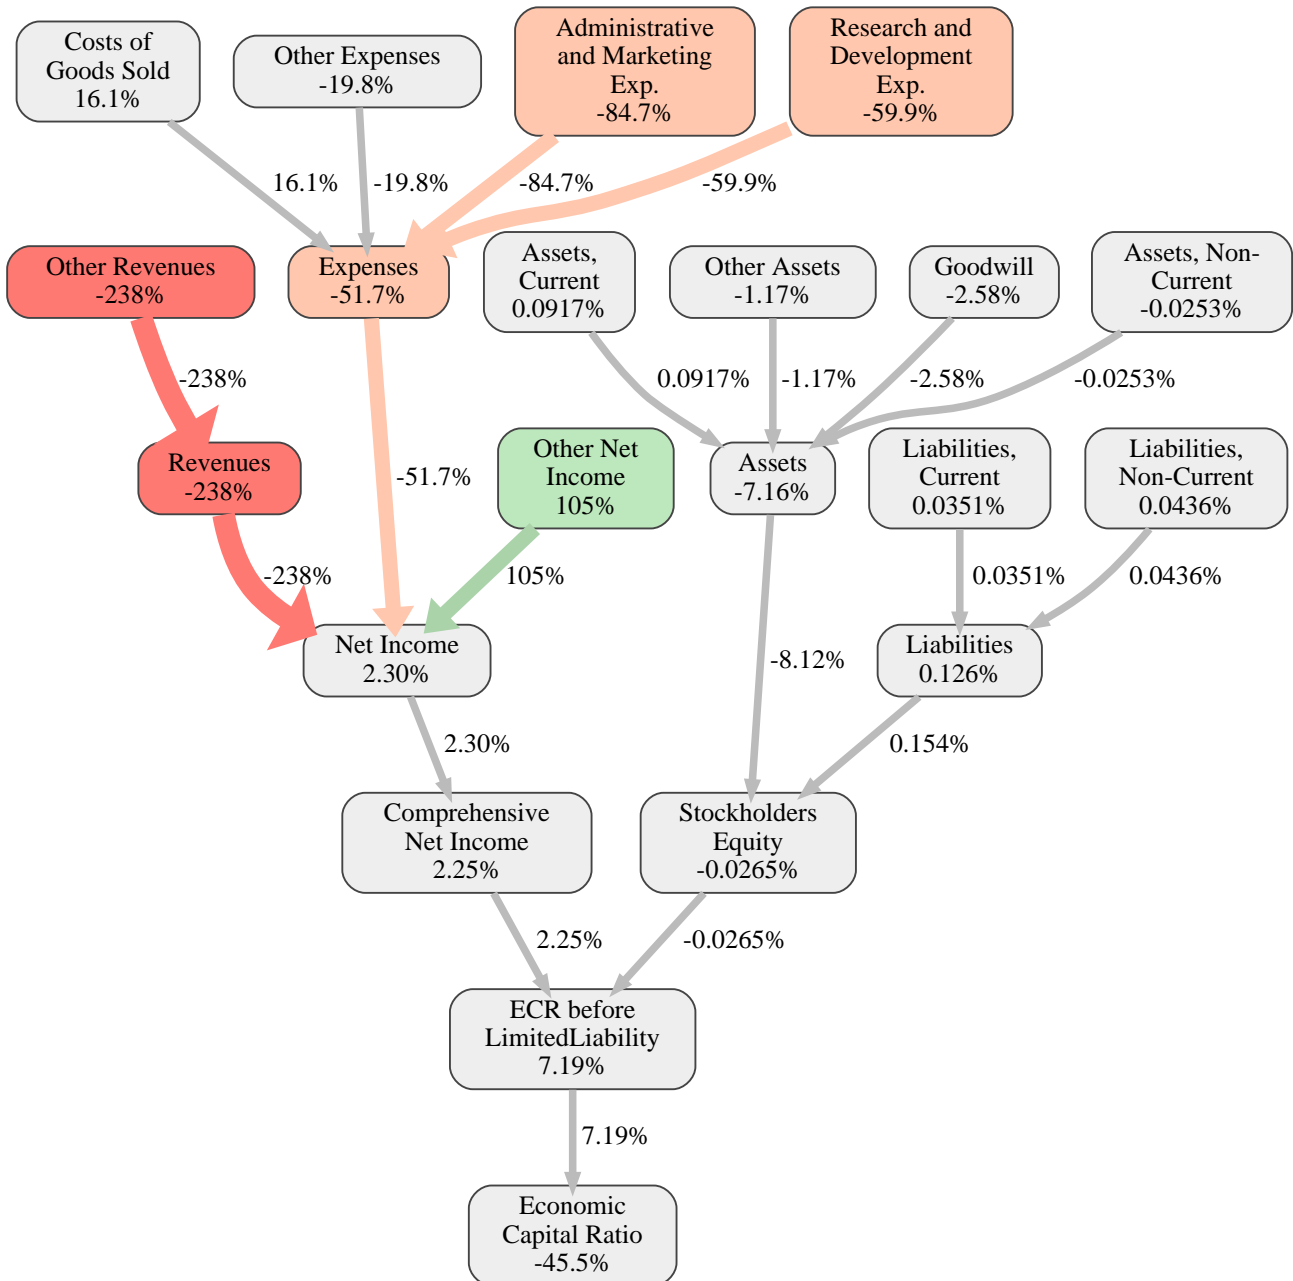 Costs of
Goods Sold
16.1%
Other Expenses
-19.8%
Administrative
and Marketing
Exp.
-84.7%
Research and
Development
Exp.
-59.9%
16.1%
-19.8%
-84.7%
-59.9%
Other Revenues
-238%
Expenses
-51.7%
Assets,
Current
0.0917%
Other Assets
-1.17%
Goodwill
-2.58%
Assets, Non-
Current
-0.0253%
-238%
0.0917%
-1.17%
-2.58%
-0.0253%
Revenues
-238%
-51.7%
Other Net
Income
105%
Assets
-7.16%
Liabilities,
Current
0.0351%
Liabilities,
Non-Current
0.0436%
-238%
105%
0.0351%
0.0436%
Net Income
2.30%
-8.12%
Liabilities
0.126%
2.30%
0.154%
Comprehensive
Net Income
2.25%
Stockholders
Equity
-0.0265%
2.25%
-0.0265%
ECR before
LimitedLiability
7.19%
7.19%
Economic
Capital Ratio
-45.5%